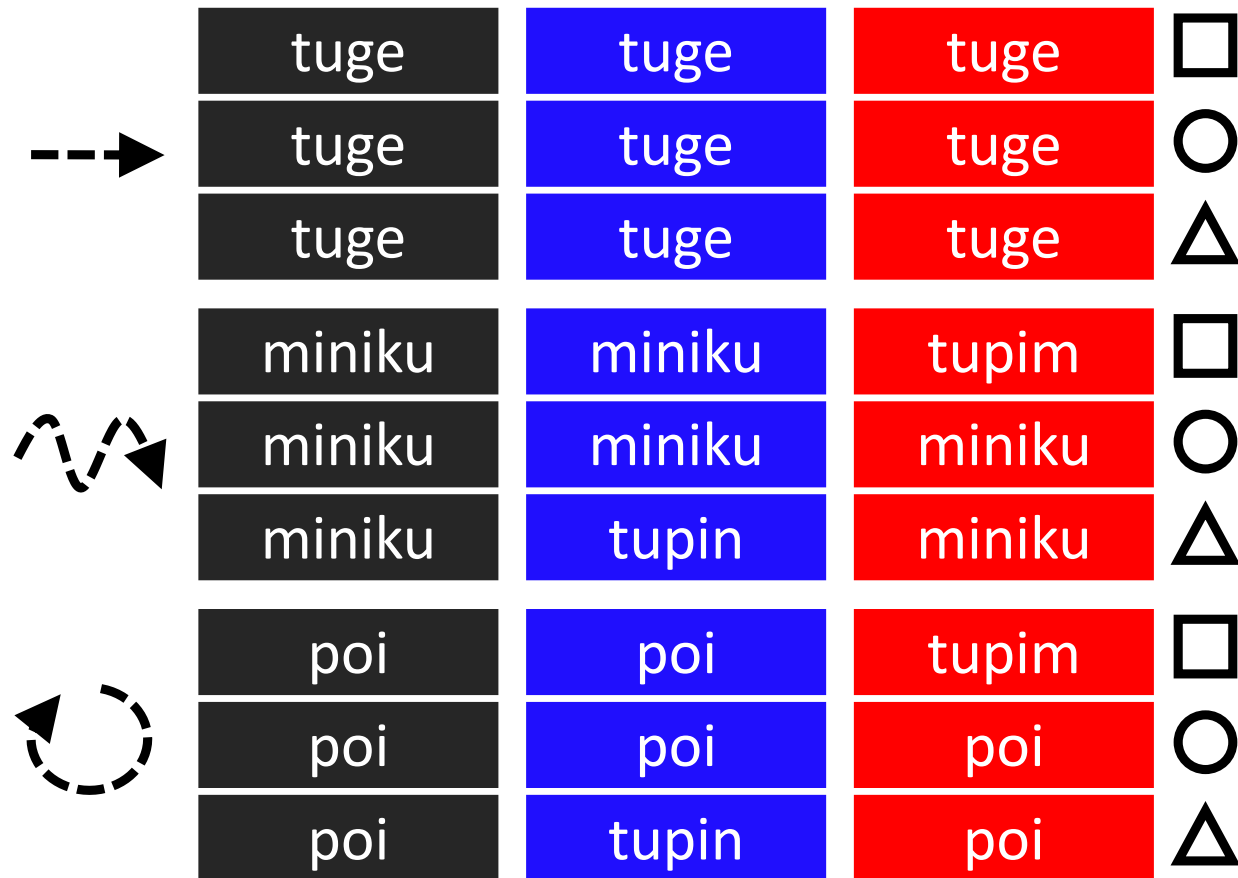 tuge tuge tuge
tuge tuge tuge
tuge tuge tuge
miniku miniku tupim
miniku miniku miniku
miniku tupin miniku
poi poi tupim
poi poi poi
poi tupin poi